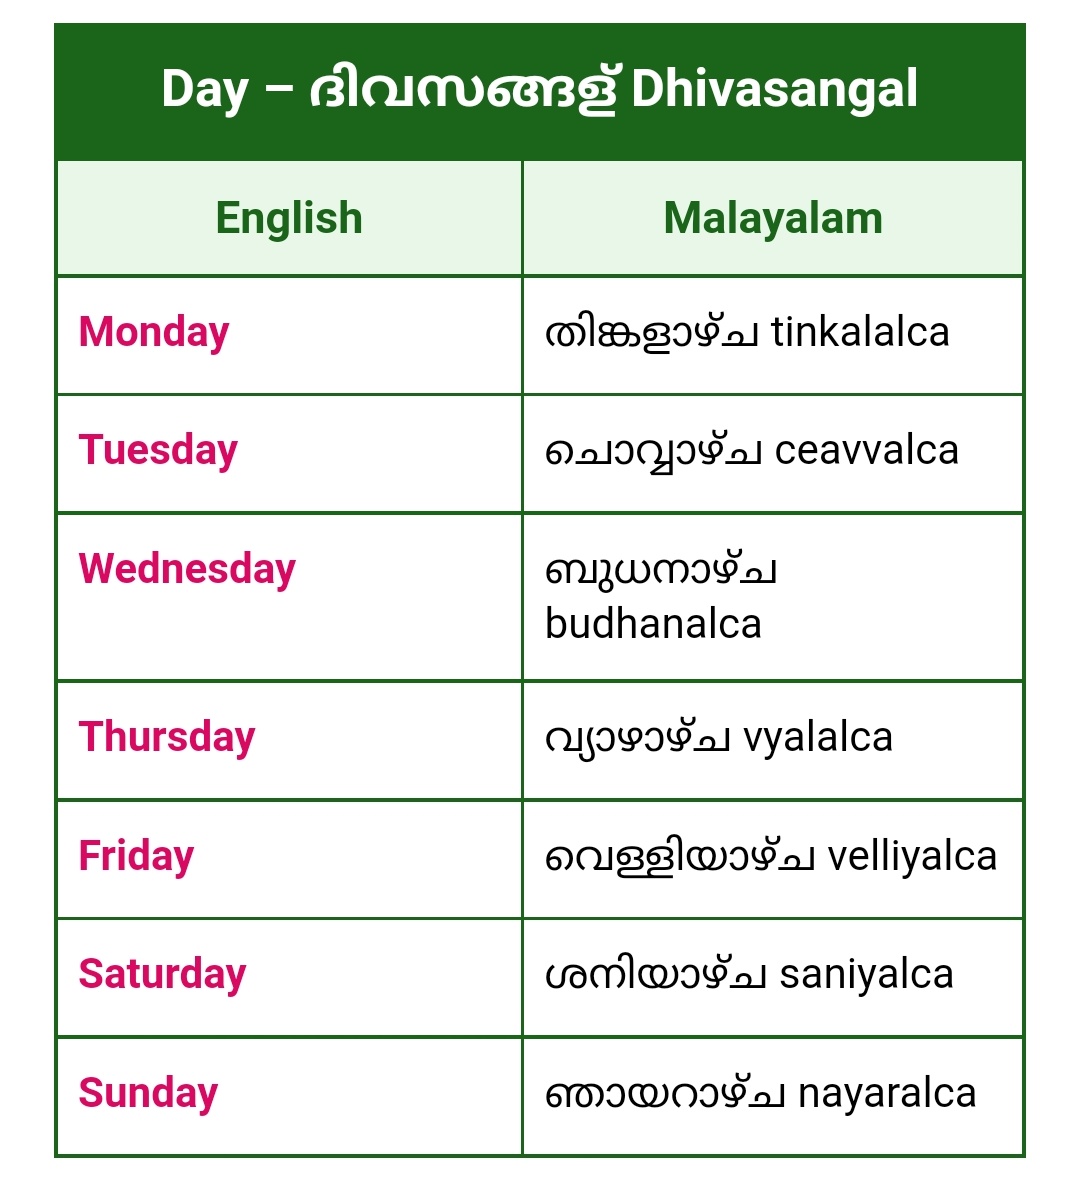 Day – ദിവസങ്ങള് Dhivasangal
English Malayalam
Monday തിങ്കളാഴ്ച tinkalalca
Tuesday ചൊവ്വാഴ്ച ceavvalca
Wednesday ബുധനാഴ്ച
budhanalca
Thursday വ്യാഴാഴ്ച vyalalca
Friday വെള്ളിയാഴ്ച velliyalca
Saturday ശനിയാഴ്ച saniyalca
Sunday ഞായറാഴ്ച nayaralca